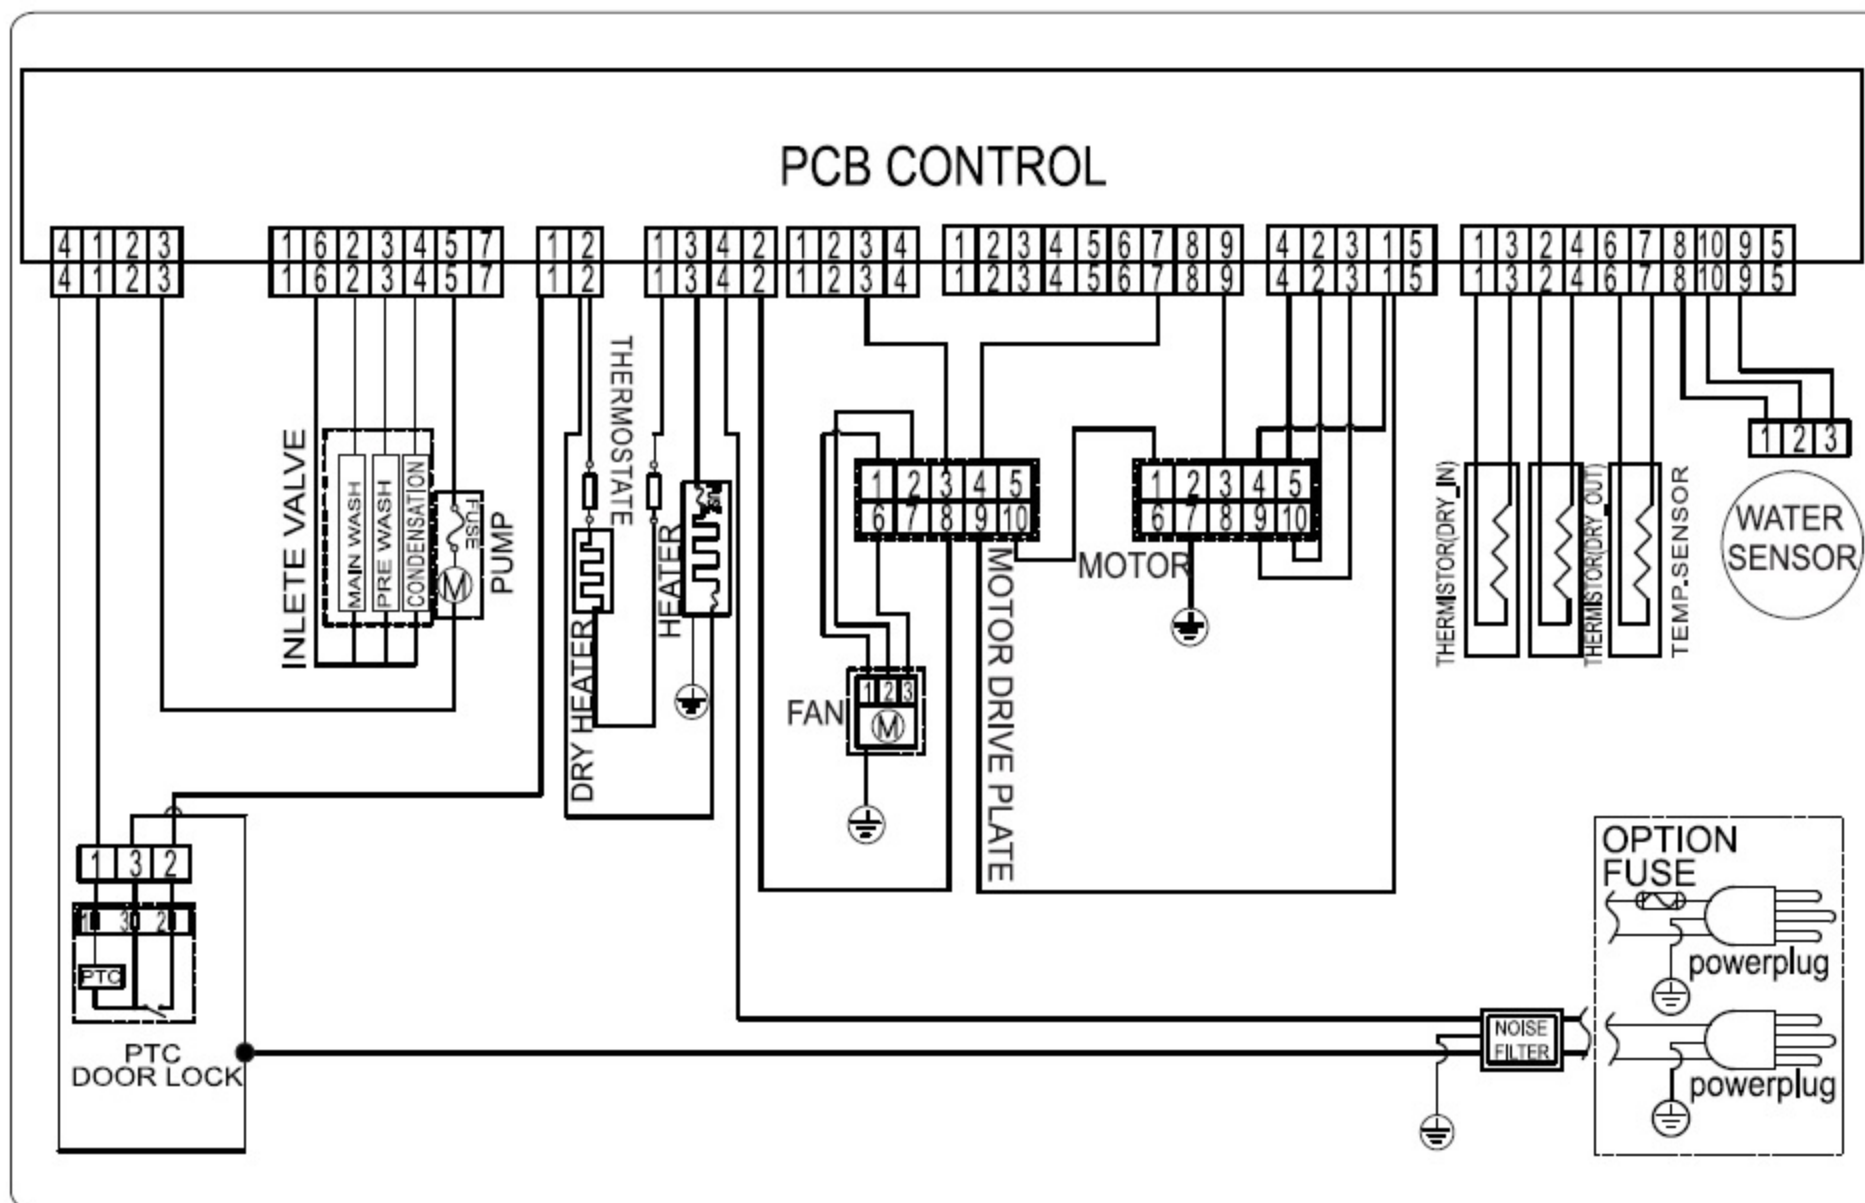 PCB CONTROL
4 1 2 3
4 1 2 3
1 6 2 3 4 5 7
1 6 2 3 4 5 7
1 2
1 2
1 3 4 2
1 3 4 2
1 2 3 4
1 2 3 4
1 2 3 4 5 6 7 8 9
1 2 3 4 5 6 7 8 9
4 2 3 1 5
4 2 3 1 5
1 3 2 4 6 7 8 10 9 5
1 3 2 4 6 7 8 10 9 5
INLETE VALVE
MAIN WASH
PRE WASH
CONDENSATION
FUSE
M
PUMP
THERMOSTATE
DRY HEATER
HEATER
FUSE
1 2 3 4 5
6 7 8 9 10
MOTOR DRIVE PLATE
FAN
1 2 3
M
1 2 3 4 5
6 7 8 9 10
MOTOR
THERMISTOR(DRY_IN)
THERMISTOR(DRY_OUT)
TEMP.SENSOR
1 2 3
WATER
SENSOR
1 3 2
1 3 2
PTC
PTC
DOOR LOCK
NOISE
FILTER
OPTION
FUSE
powerplug
powerplug